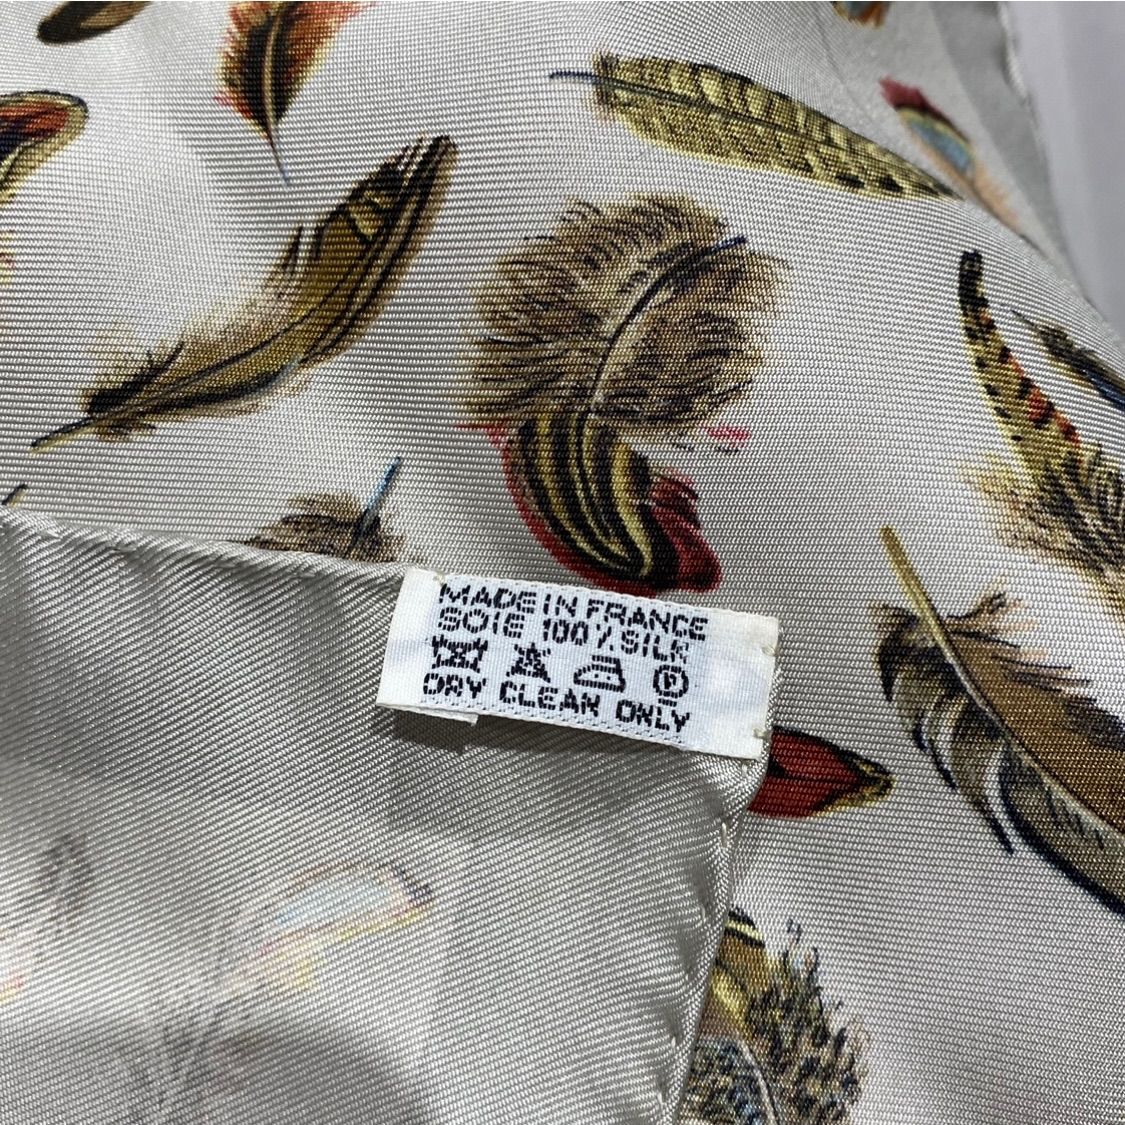 MADE IN FRANCE
SOIE 100% SILK
P
DRY CLEAN ONLY